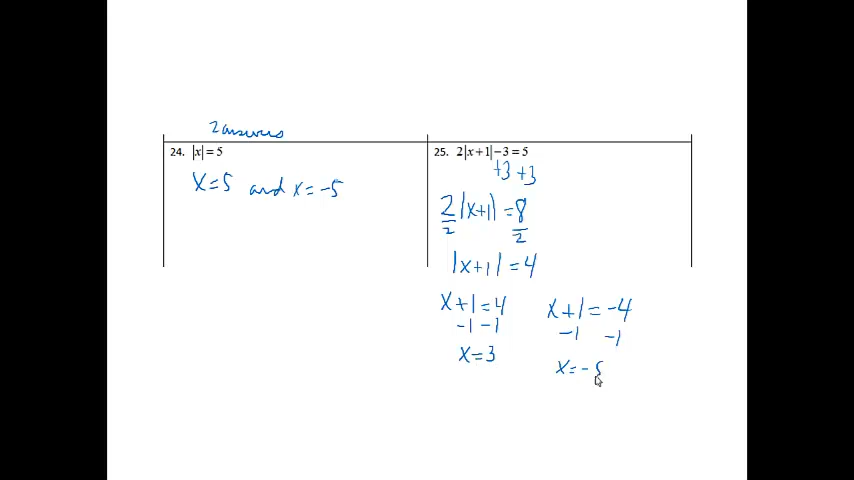 2 answers
24. |x| = 5
x=5 and x=-5
25. 2|x+1|-3=5
+3 +3
2|x+1| = 8
2 2
|x+1| = 4
x+1=4
-1 -1
x=3
x+1=-4
-1 -1
x=-5